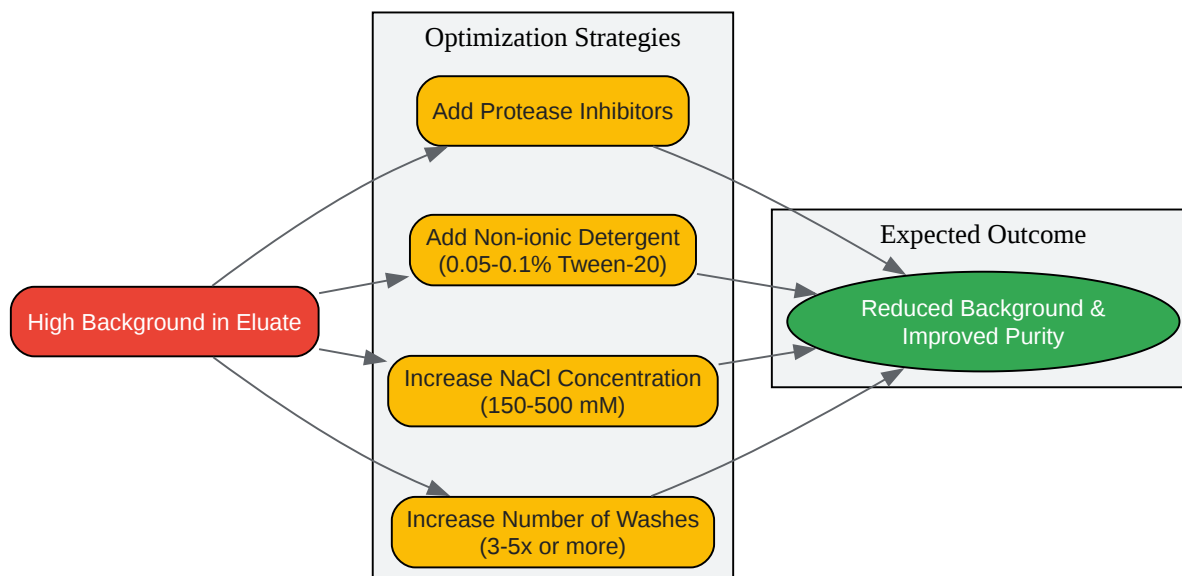 Optimization Strategies
Add Protease Inhibitors
Add Non-ionic Detergent
(0.05-0.1% Tween-20)
High Background in Eluate
Increase NaCl Concentration
(150-500 mM)
Increase Number of Washes
(3-5x or more)
Expected Outcome
Reduced Background &
Improved Purity